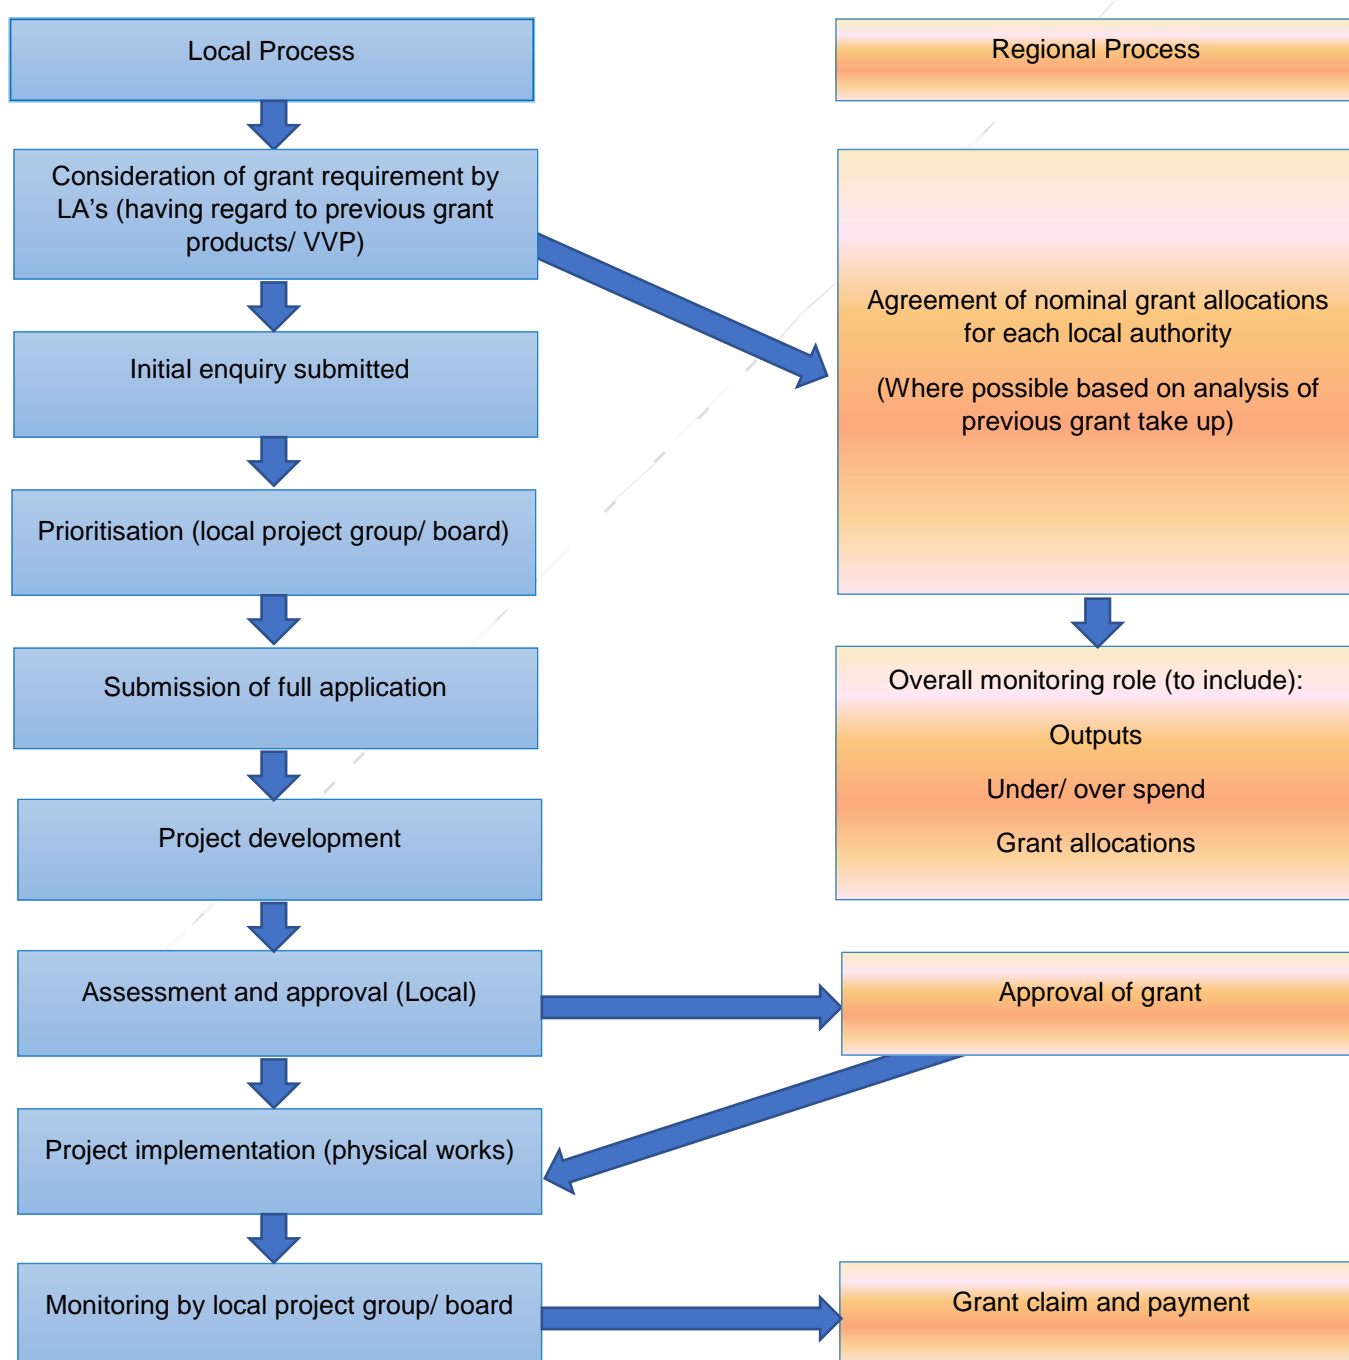 Local Process
Regional Process
Consideration of grant requirement by
LA’s (having regard to previous grant
products/ VVP)
Agreement of nominal grant allocations
for each local authority
(Where possible based on analysis of
previous grant take up)
Initial enquiry submitted
Prioritisation (local project group/ board)
Submission of full application
Overall monitoring role (to include):
Outputs
Under/ over spend
Grant allocations
Project development
Assessment and approval (Local)
Approval of grant
Project implementation (physical works)
Monitoring by local project group/ board
Grant claim and payment